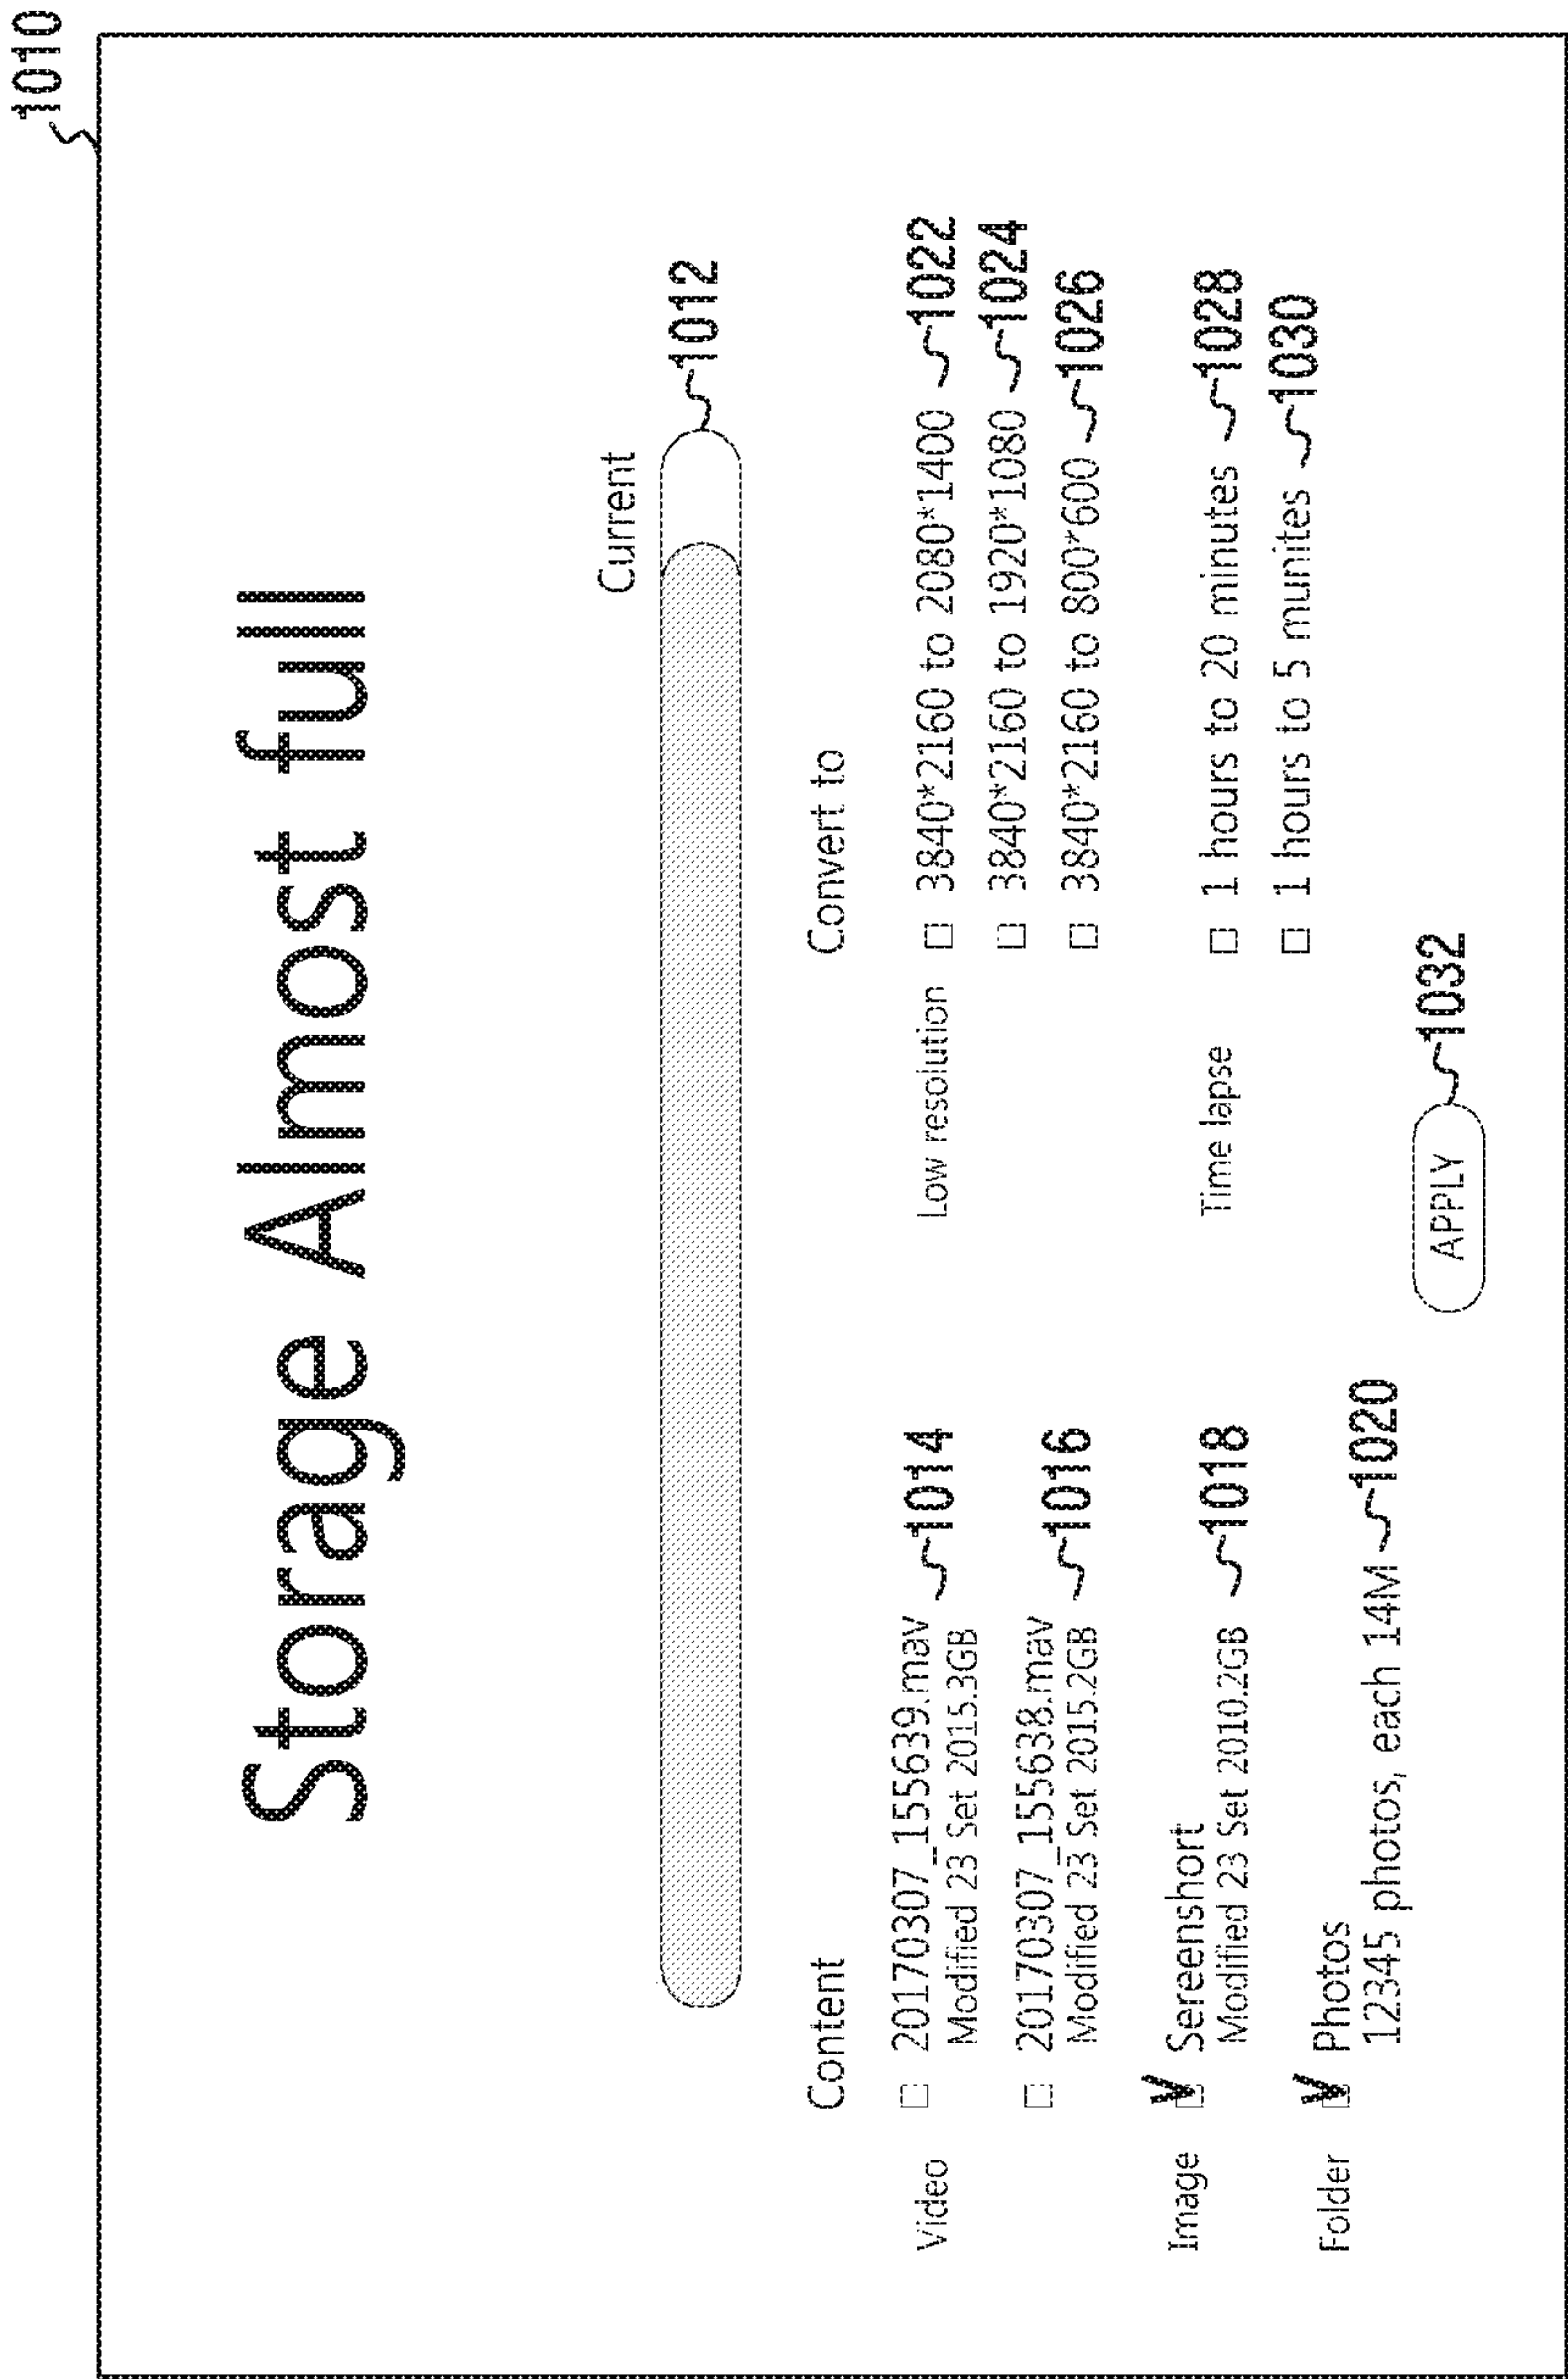 1010
Storage Almost full
Current
1012
Content
Convert to
Video
20170307_155639.mav 1014
Modified 23 Set 2015.3GB
20170307_155638.mav 1016
Modified 23 Set 2015.2GB
Image
Sereenshort
Modified 23 Set 2010.2GB 1018
Folder
Photos
12345 photos, each 14M 1020
Low resolution
3840*2160 to 2080*1400 1022
3840*2160 to 1920*1080 1024
3840*2160 to 800*600 1026
Time lapse
1 hours to 20 minutes 1028
1 hours to 5 munites 1030
APPLY 1032